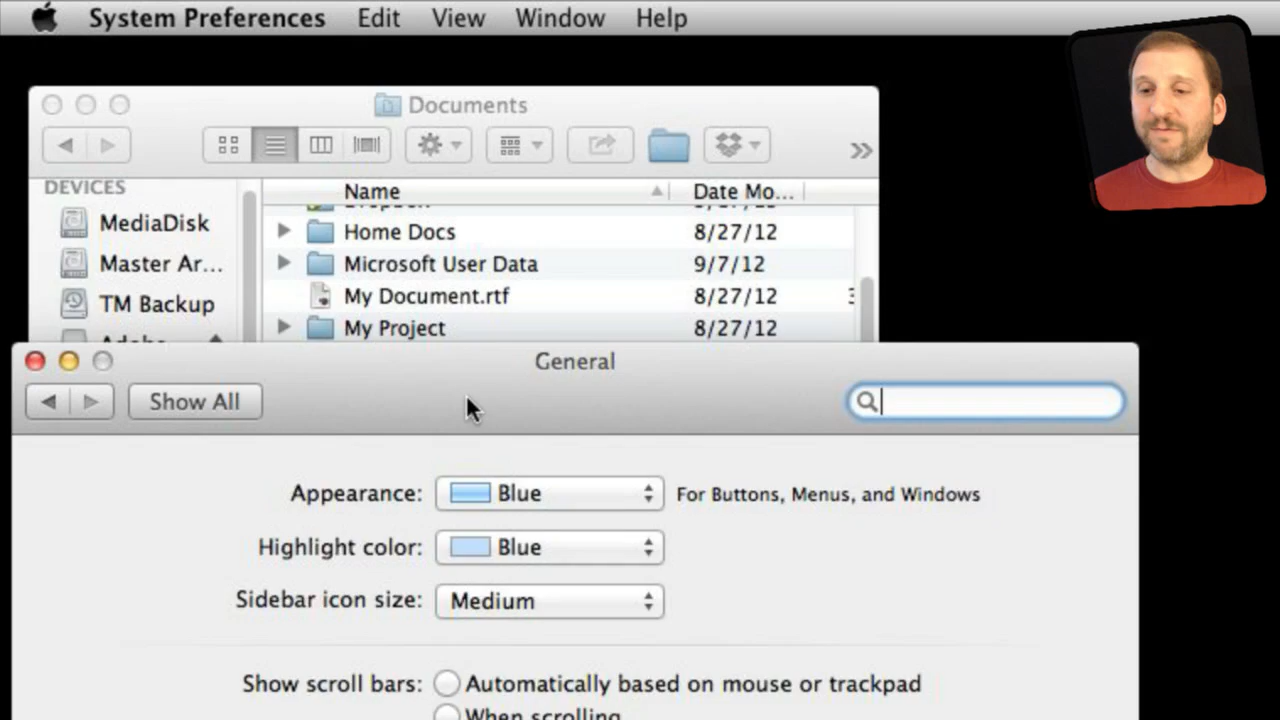 System Preferences Edit View Window Help
Documents
DEVICES
Name Date Mo...
MediaDisk
Home Docs 8/27/12
Master Ar...
Microsoft User Data 9/7/12
TM Backup
My Document.rtf 8/27/12
My Project 8/27/12
General
Show All
Appearance: Blue For Buttons, Menus, and Windows
Highlight color: Blue
Sidebar icon size: Medium
Show scroll bars: Automatically based on mouse or trackpad
When scrolling